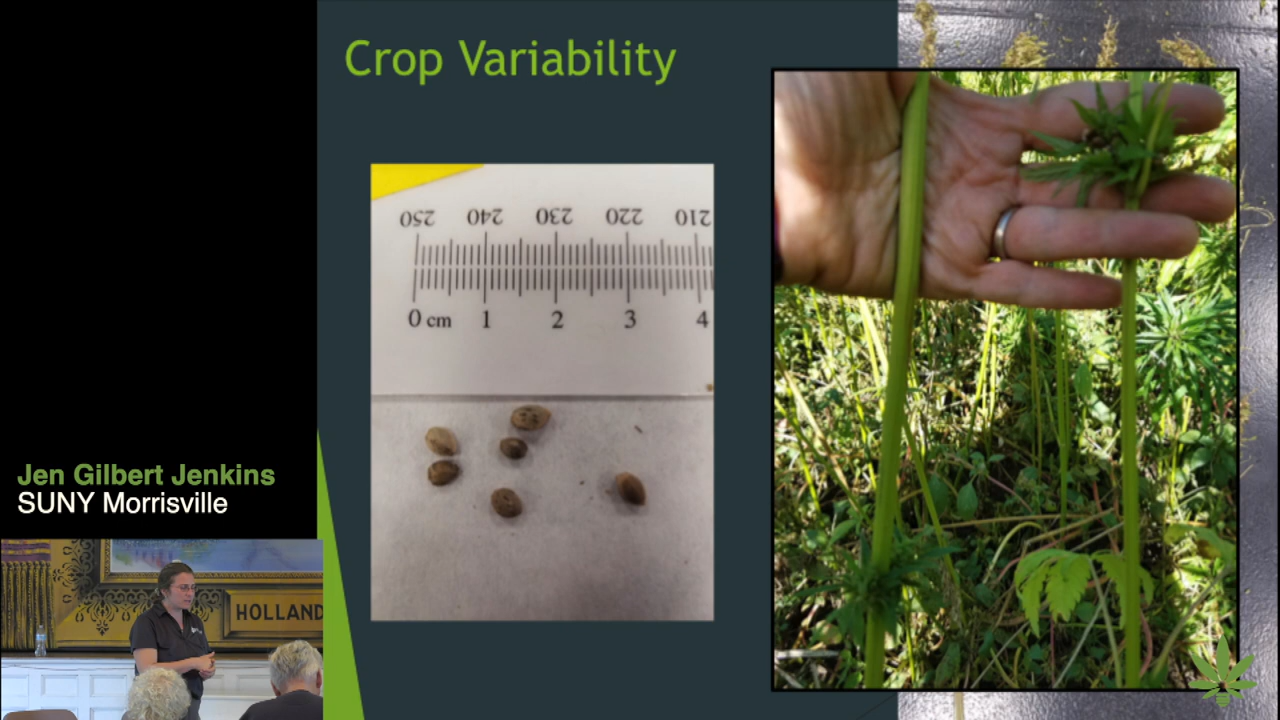 Crop Variability
250 240 230 220 210
0 cm 1 2 3 4
Jen Gilbert Jenkins
SUNY Morrisville
HOLLAND